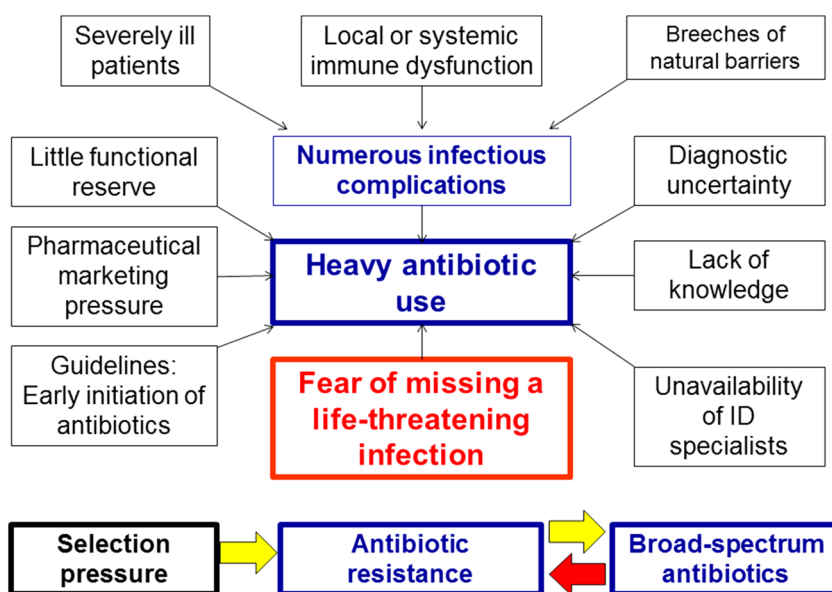 Severely ill
patients
Local or systemic
immune dysfunction
Breeches of
natural barriers
Little functional
reserve
Numerous infectious
complications
Diagnostic
uncertainty
Pharmaceutical
marketing
pressure
Heavy antibiotic
use
Lack of
knowledge
Guidelines:
Early initiation of
antibiotics
Fear of missing a
life-threatening
infection
Unavailability
of ID
specialists
Selection
pressure
Antibiotic
resistance
Broad-spectrum
antibiotics